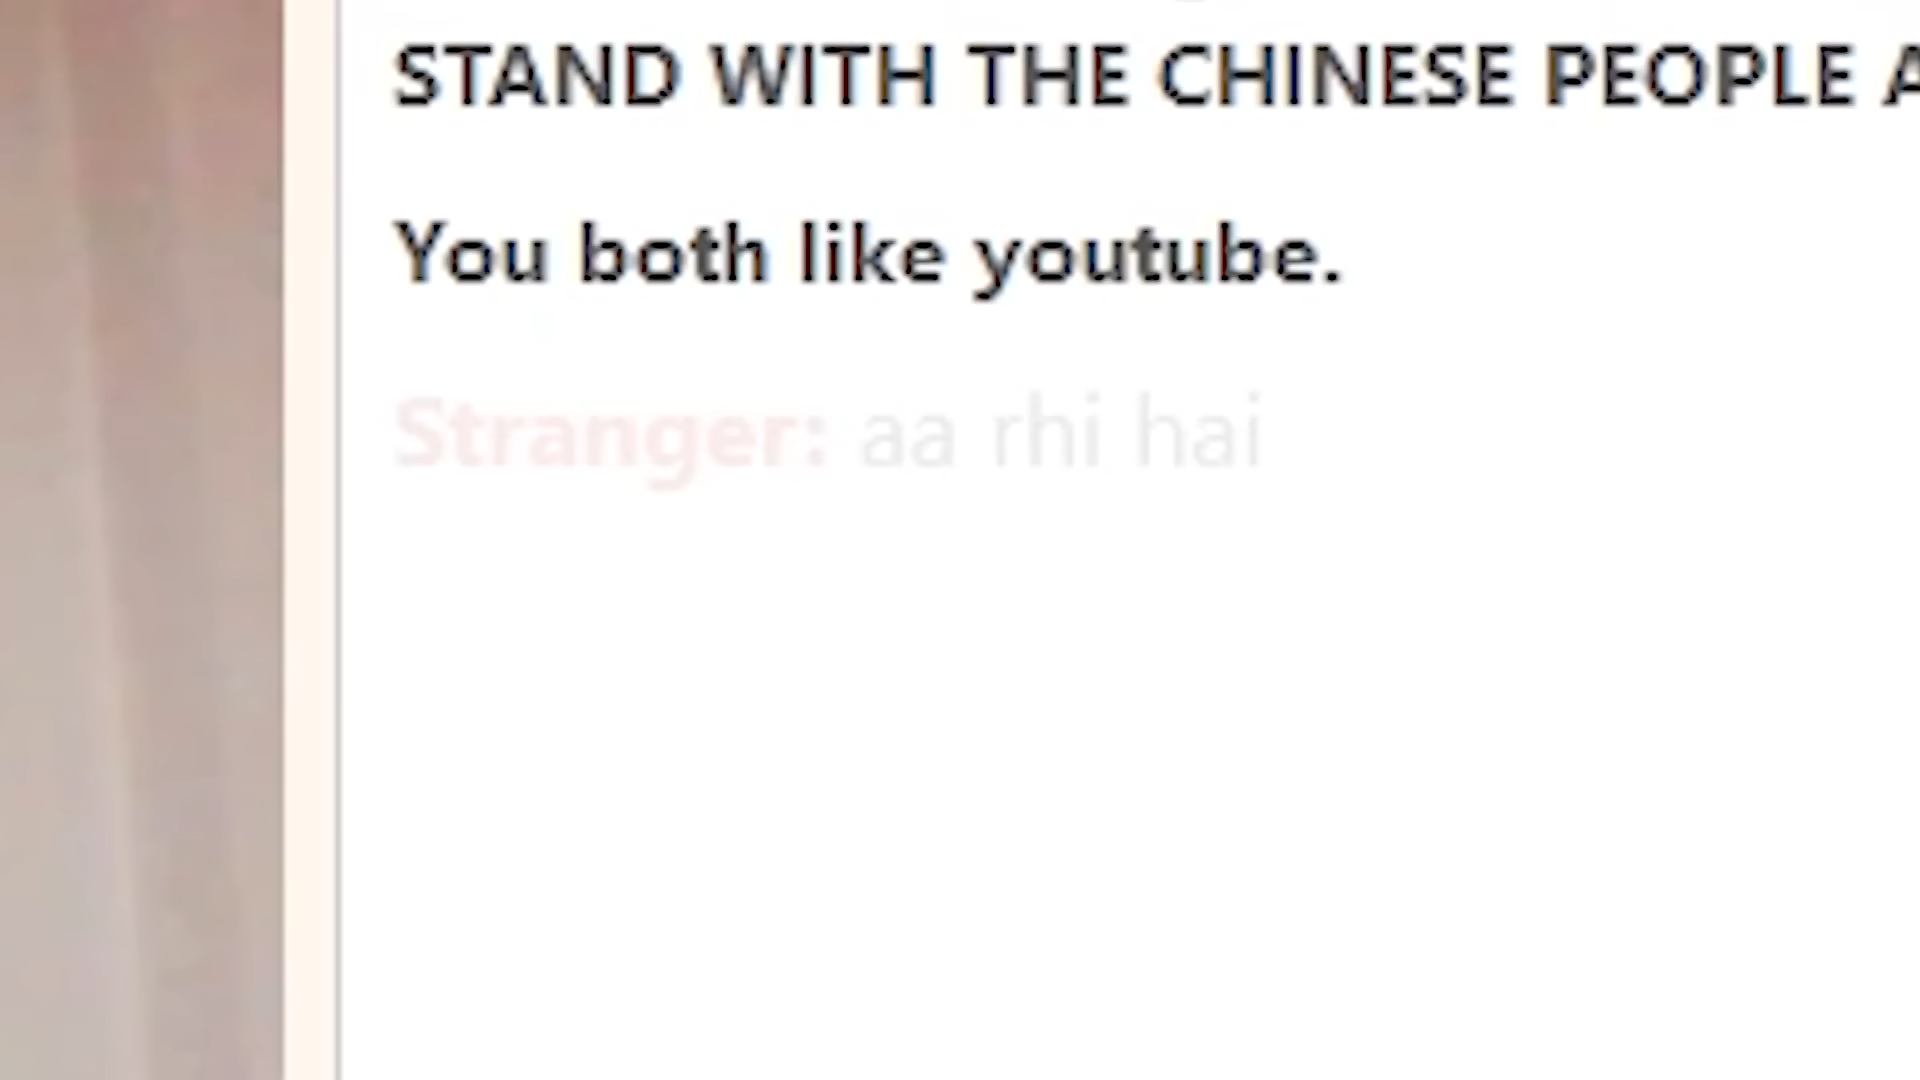 STAND WITH THE CHINESE PEOPLE A
You both like youtube.
Stranger: aa rhi hai